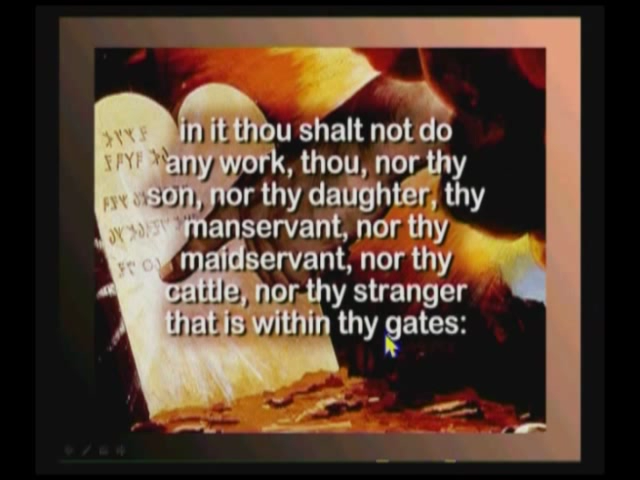 in it thou shalt not do
any work, thou, nor thy
son, nor thy daughter, thy
manservant, nor thy
maidservant, nor thy
cattle, nor thy stranger
that is within thy gates: